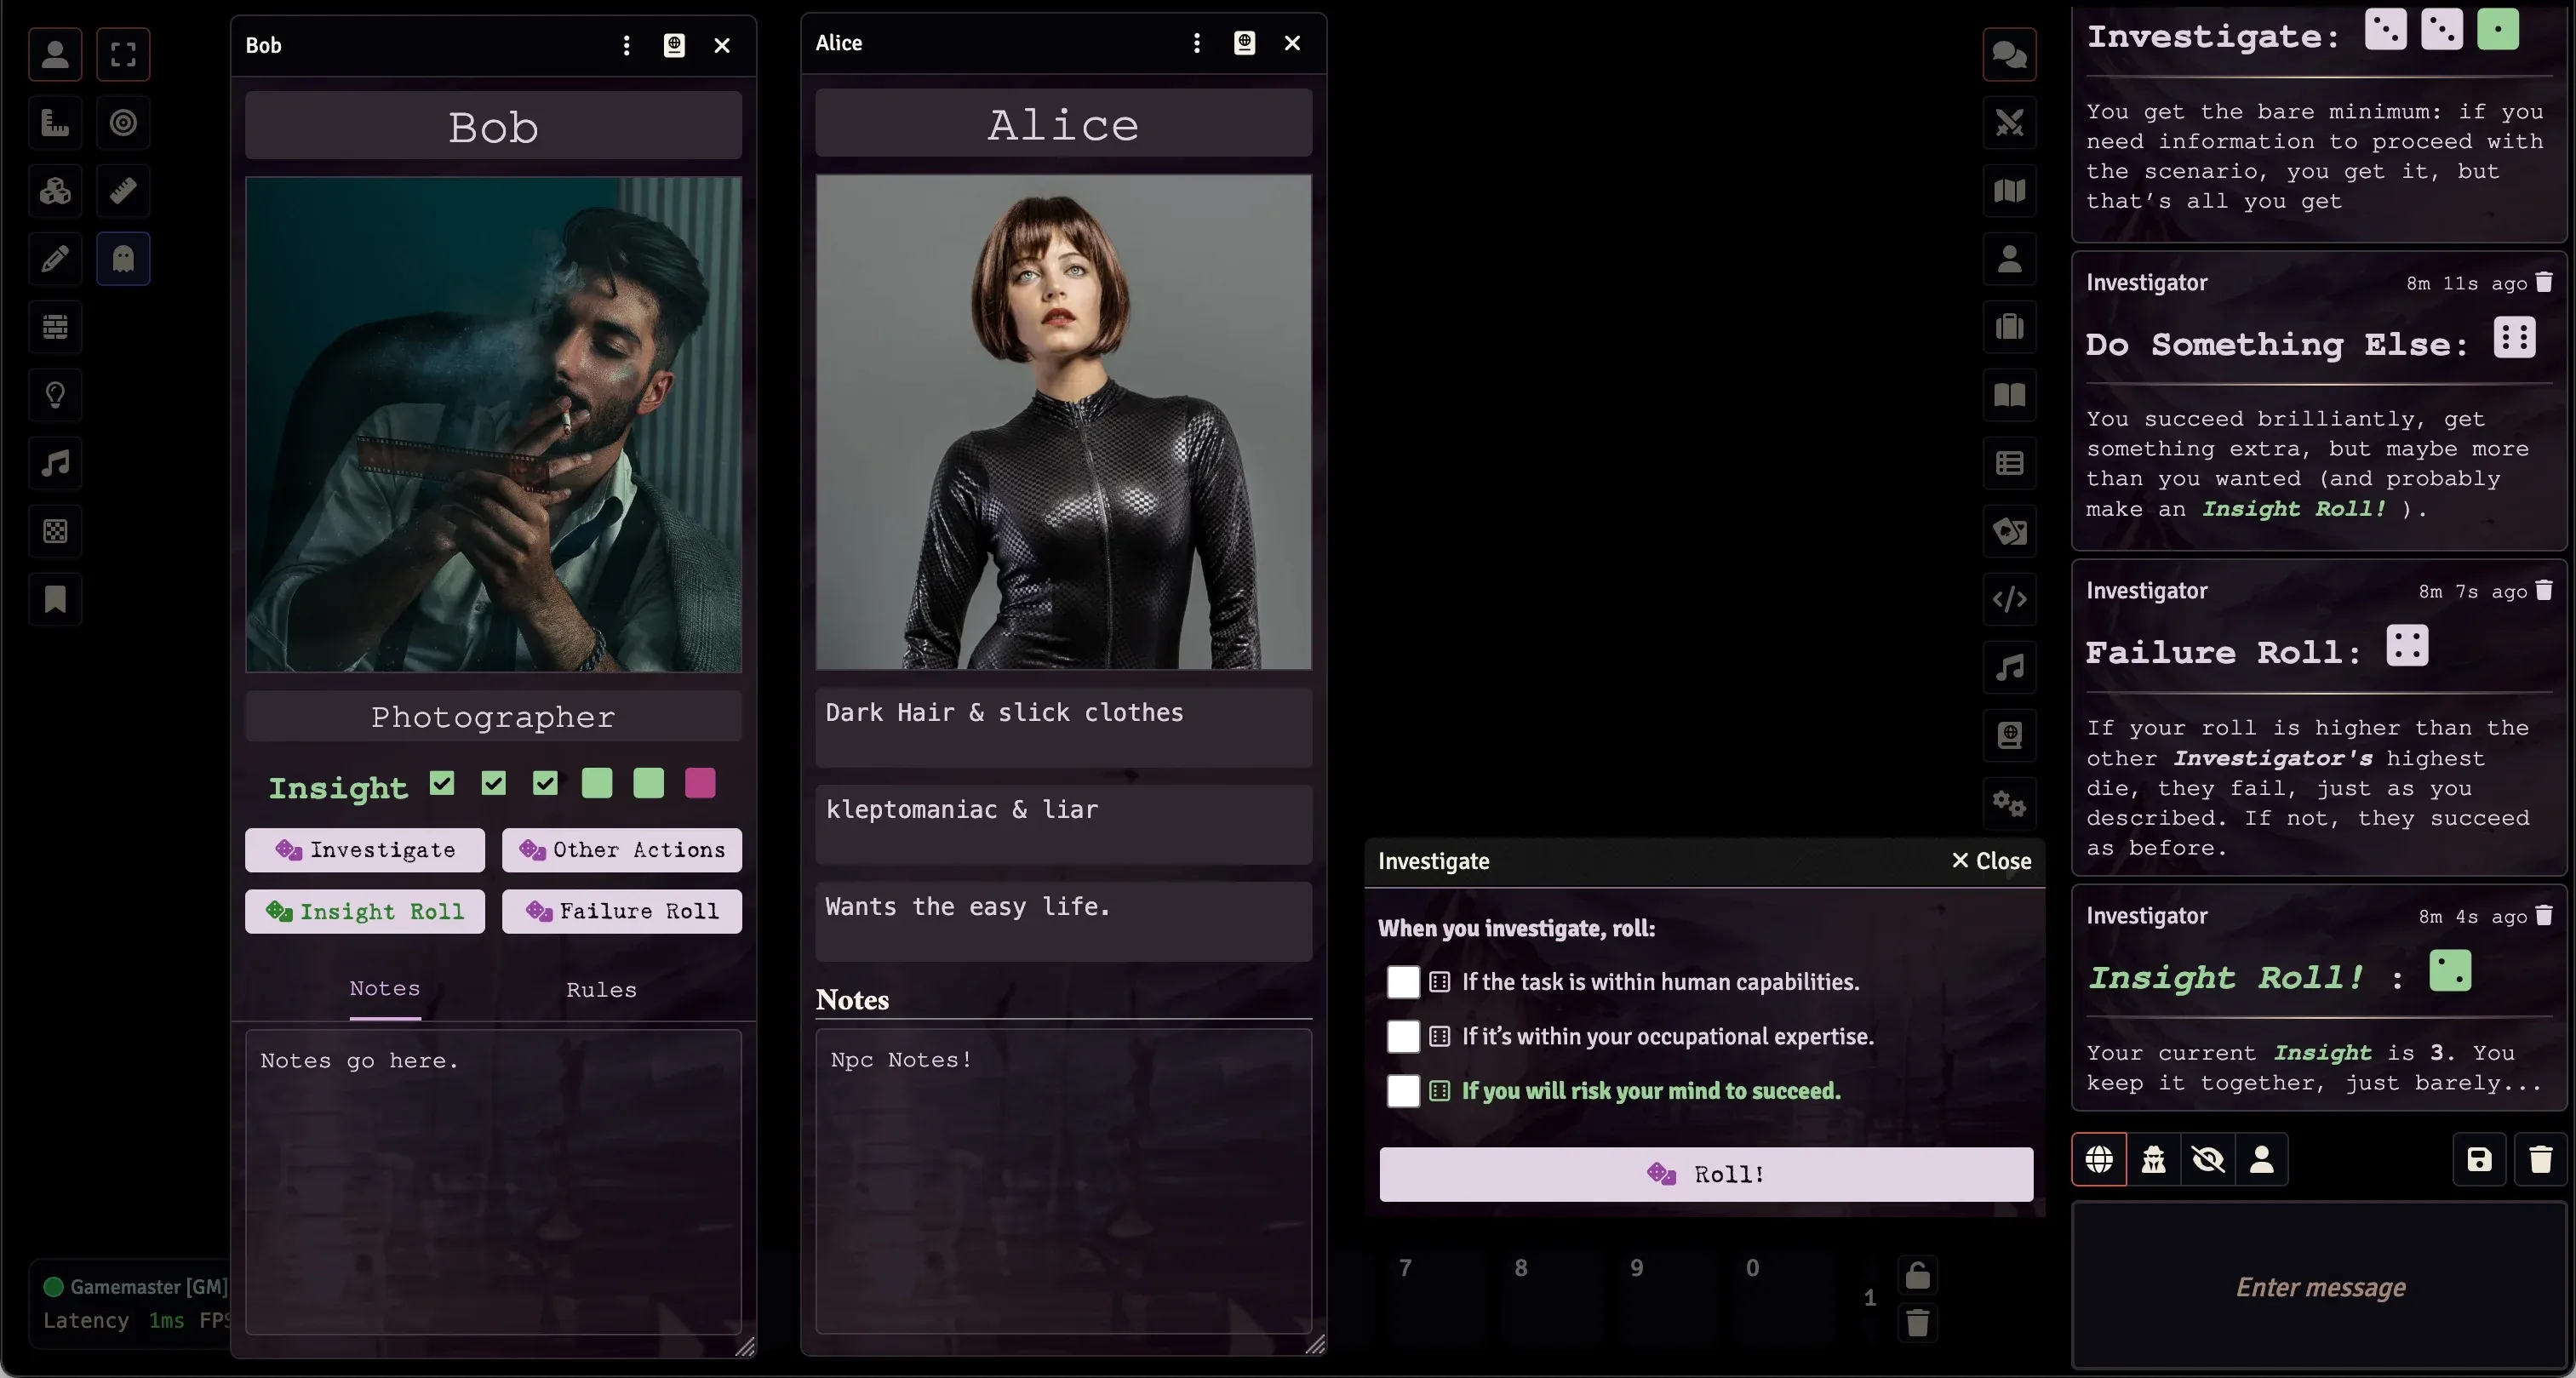 Bob
Bob
Photographer
Insight
Investigate
Other Actions
Insight Roll
Failure Roll
Notes
Rules
Notes go here.
Gamemaster [GM]
Latency 1ms FPS
Alice
Alice
Dark Hair & slick clothes
kleptomaniac & liar
Wants the easy life.
Notes
Npc Notes!
Investigate
Close
When you investigate, roll:
If the task is within human capabilities.
If it’s within your occupational expertise.
If you will risk your mind to succeed.
Roll!
7 8 9 0
1
Investigate:
You get the bare minimum: if you
need information to proceed with
the scenario, you get it, but
that’s all you get
Investigator
8m 11s ago
Do Something Else:
You succeed brilliantly, get
something extra, but maybe more
than you wanted (and probably
make an Insight Roll! ).
Investigator
8m 7s ago
Failure Roll:
If your roll is higher than the
other Investigator's highest
die, they fail, just as you
described. If not, they succeed
as before.
Investigator
8m 4s ago
Insight Roll! :
Your current Insight is 3. You
keep it together, just barely...
Enter message